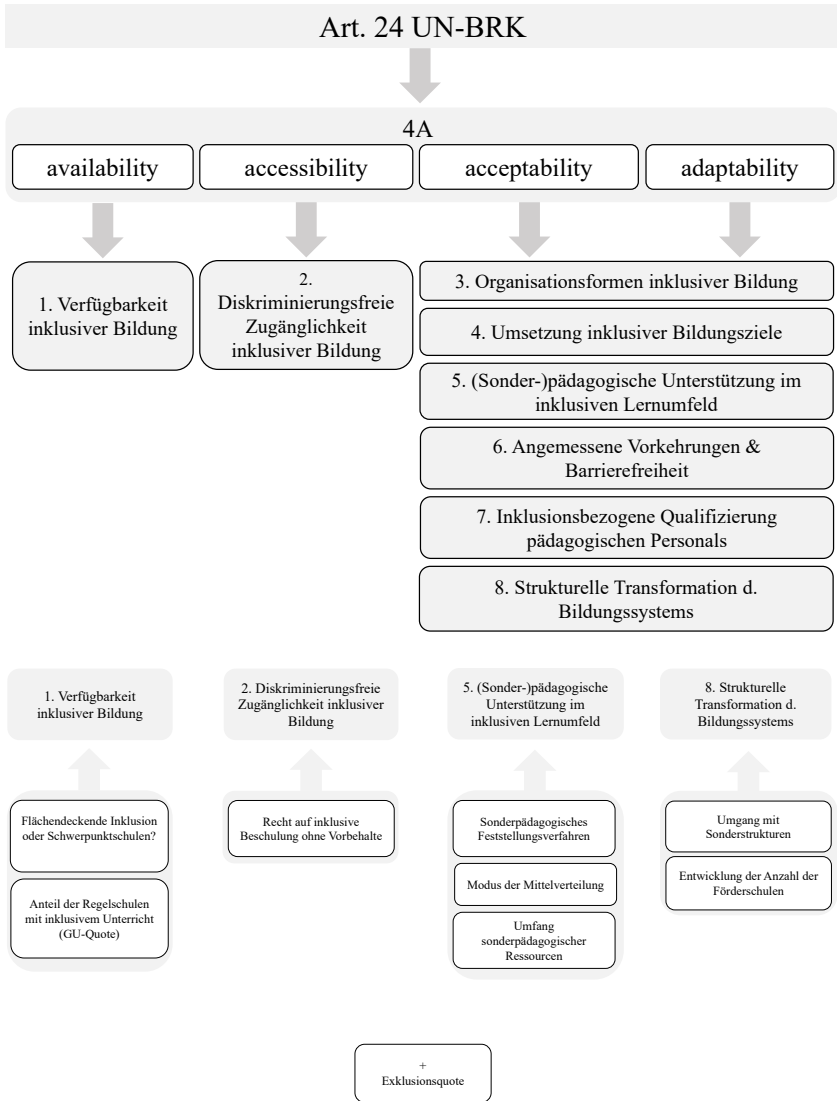 Art. 24 UN-BRK
4A
availability
accessibility
acceptability
adaptability
1. Verfügbarkeit
inklusiver Bildung
2.
Diskriminierungsfreie
Zugänglichkeit
inklusiver Bildung
3. Organisationsformen inklusiver Bildung
4. Umsetzung inklusiver Bildungsziele
5. (Sonder-)pädagogische Unterstützung im
inklusiven Lernumfeld
6. Angemessene Vorkehrungen &
Barrierefreiheit
7. Inklusionsbezogene Qualifizierung
pädagogischen Personals
8. Strukturelle Transformation d.
Bildungssystems
1. Verfügbarkeit
inklusiver Bildung
2. Diskriminierungsfreie
Zugänglichkeit inklusiver
Bildung
5. (Sonder-)pädagogische
Unterstützung im
inklusiven Lernumfeld
8. Strukturelle
Transformation d.
Bildungssystems
Flächendeckende Inklusion
oder Schwerpunktschulen?
Anteil der Regelschulen
mit inklusivem Unterricht
(GU-Quote)
Recht auf inklusive
Beschulung ohne Vorbehalte
Sonderpädagogisches
Feststellungsverfahren
Modus der Mittelverteilung
Umfang
sonderpädagogischer
Ressourcen
Umgang mit
Sonderstrukturen
Entwicklung der Anzahl der
Förderschulen
+
Exklusionsquote